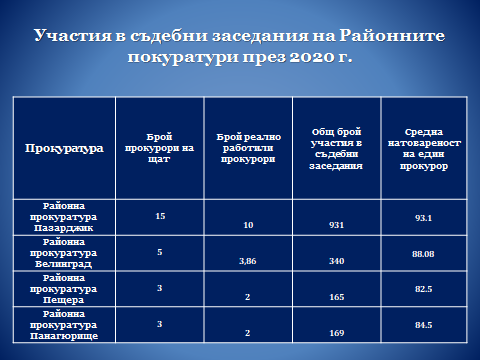 Участия в съдебни заседания на Районните
покуратури през 2020 г.
Прокуратура
Брой
прокурори на
щат
Брой реално
работили
прокурори
Общ брой
участия в
съдебни
заседания
Средна
натовареност
на един
прокурор
Районна
прокуратура
Пазарджик
15
10
931
93.1
Районна
прокуратура
Велинград
5
3,86
340
88.08
Районна
прокуратура
Пещера
3
2
165
82.5
Районна
прокуратура
Панагюрище
3
2
169
84.5